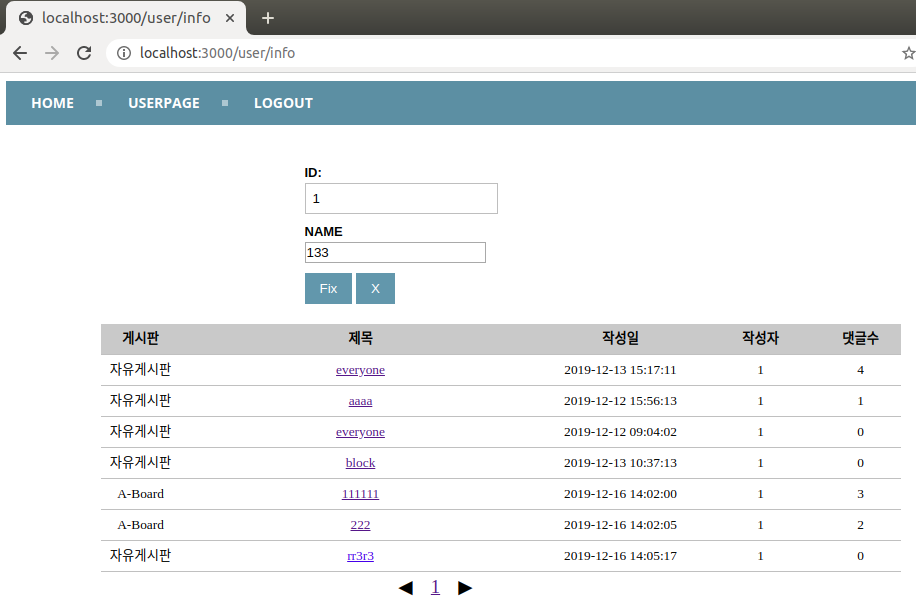 localhost:3000/user/info
localhost:3000/user/info
HOME USERPAGE LOGOUT
ID:
1
NAME
133
Fix X
게시판 제목 작성일 작성자 댓글수
자유게시판 everyone 2019-12-13 15:17:11 1 4
자유게시판 aaaa 2019-12-12 15:56:13 1 1
자유게시판 everyone 2019-12-12 09:04:02 1 0
자유게시판 block 2019-12-13 10:37:13 1 0
A-Board 111111 2019-12-16 14:02:00 1 3
A-Board 222 2019-12-16 14:02:05 1 2
자유게시판 rr3r3 2019-12-16 14:05:17 1 0
◀ 1 ▶